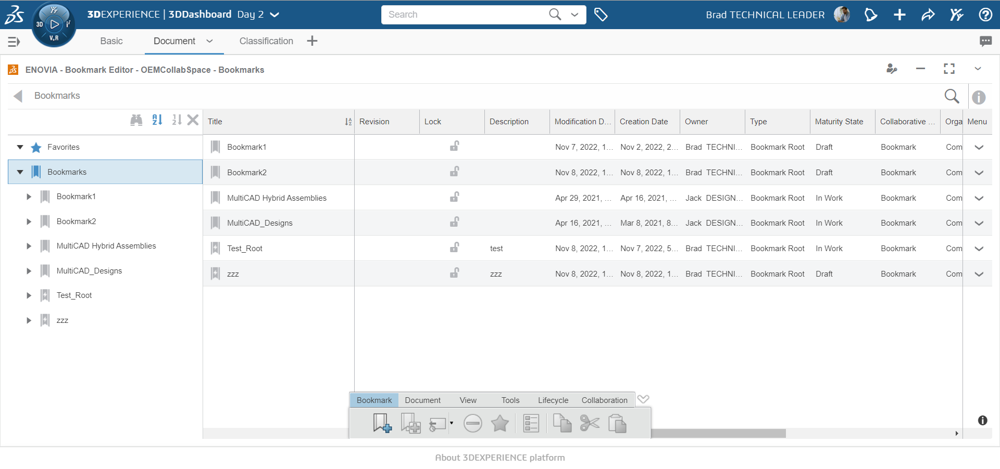 3DEXPERIENCE | 3DDashboard Day 2
Search
Brad TECHNICAL LEADER
3D
V.R
Basic
Document
Classification
ENOVIA - Bookmark Editor - OEMCollabSpace - Bookmarks
Bookmarks
Title
Revision
Lock
Description
Modification D...
Creation Date
Owner
Type
Maturity State
Collaborative ...
Orga
Menu
Favorites
Bookmarks
Bookmark1
Bookmark2
MultiCAD Hybrid Assemblies
MultiCAD_Designs
Test_Root
zzz
Bookmark1 Nov 7, 2022, 1... Nov 2, 2022, 2... Brad TECHNI... Bookmark Root Draft Bookmark Com
Bookmark2 Nov 8, 2022, 1... Nov 8, 2022, 1... Brad TECHNI... Bookmark Root Draft Bookmark Com
MultiCAD Hybrid Assemblies Apr 29, 2021, ... Apr 16, 2021, ... Jack DESIGN... Bookmark Root In Work Bookmark Com
MultiCAD_Designs Apr 16, 2021, ... Mar 8, 2021, 8... Jack DESIGN... Bookmark Root In Work Bookmark Com
Test_Root test Nov 8, 2022, 1... Nov 7, 2022, 5... Brad TECHNI... Bookmark Root In Work Bookmark Com
zzz zzz Nov 8, 2022, 1... Nov 8, 2022, 1... Brad TECHNI... Bookmark Root Draft Bookmark Com
Bookmark
Document
View
Tools
Lifecycle
Collaboration
About 3DEXPERIENCE platform